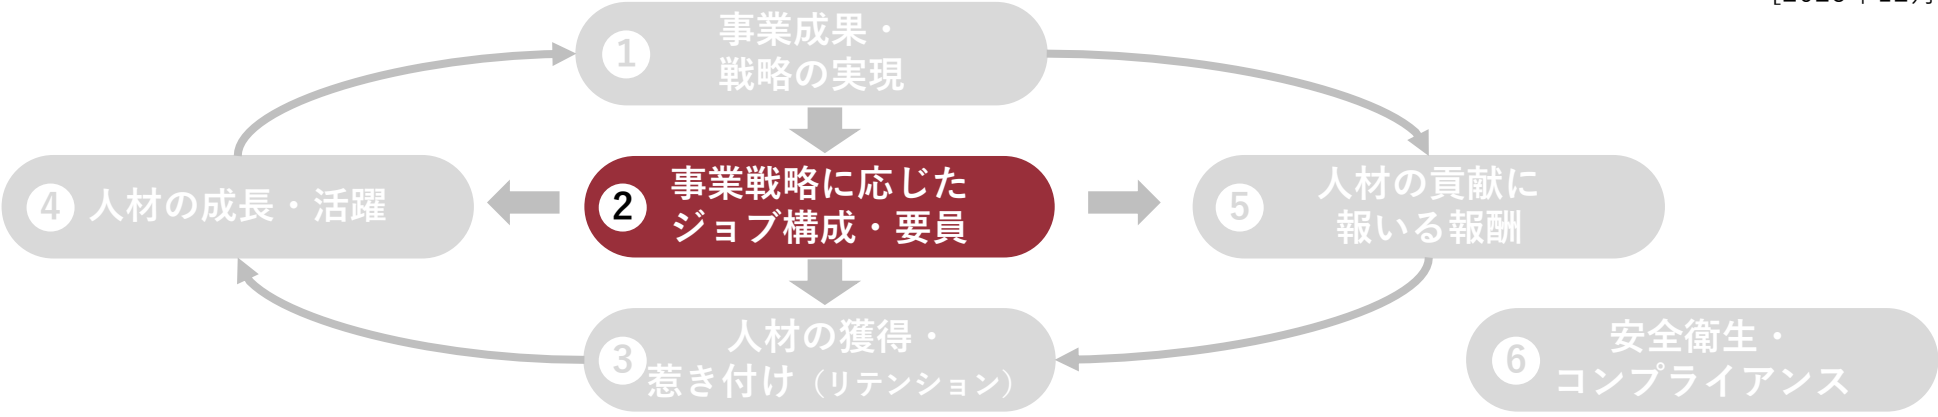 1
事業成果・
戦略の実現
4
人材の成長・活躍
2
事業戦略に応じた
ジョブ構成・要員
5
人材の貢献に
報いる報酬
3
人材の獲得・
惹き付け（リテンション）
6
安全衛生・
コンプライアンス